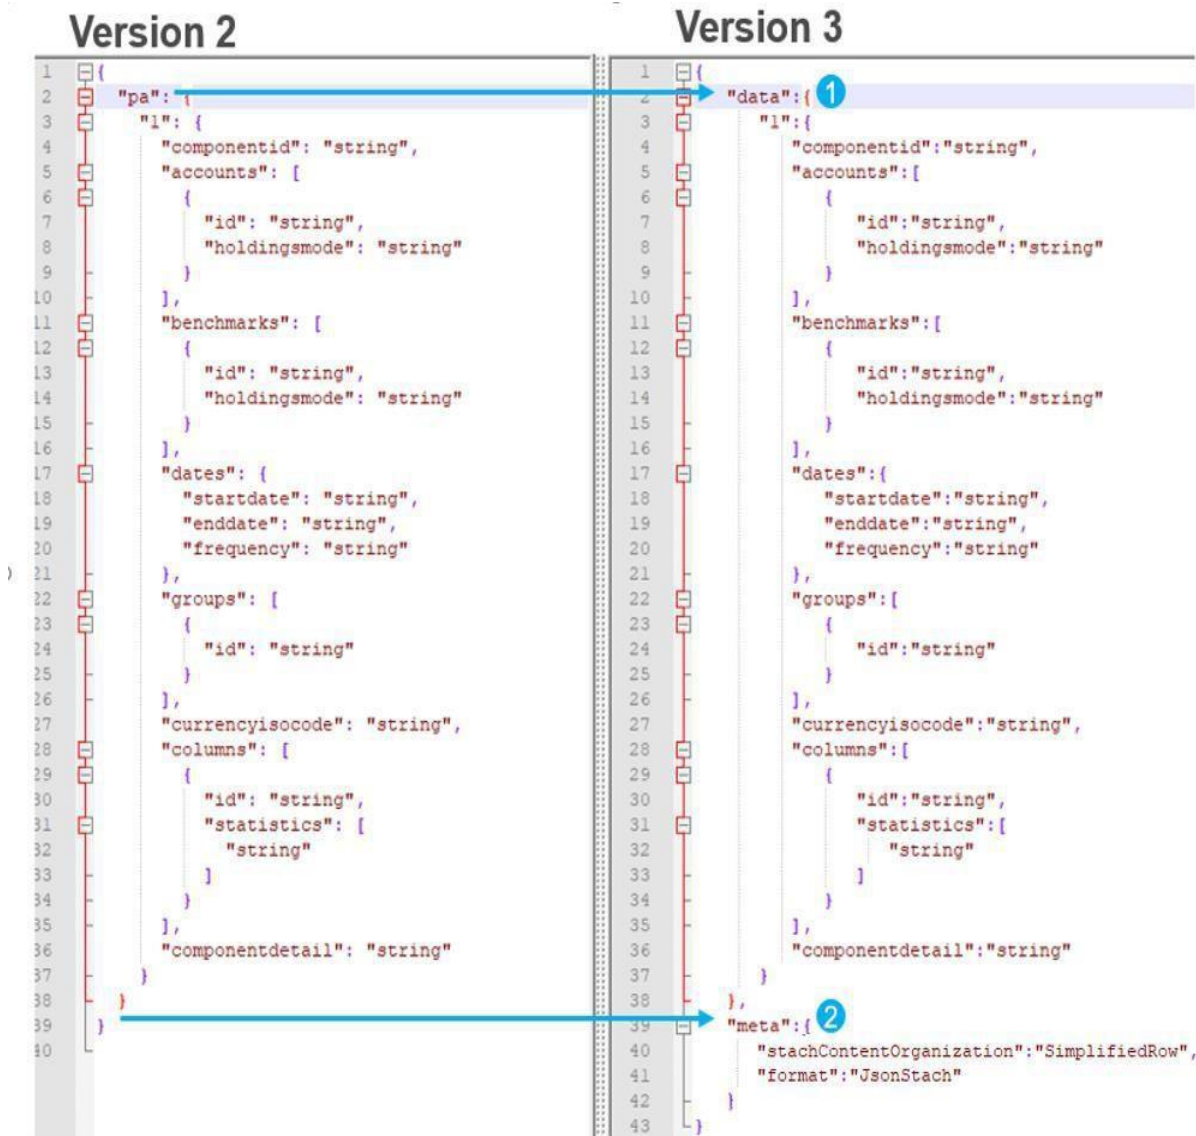 Version 2
1 {
2 "pa": {
3 "1": {
4 "componentid": "string",
5 "accounts": [
6 {
7 "id": "string",
8 "holdingsmode": "string"
9 }
10 ],
11 "benchmarks": [
12 {
13 "id": "string",
14 "holdingsmode": "string"
15 }
16 ],
17 "dates": {
18 "startdate": "string",
19 "enddate": "string",
20 "frequency": "string"
21 },
22 "groups": [
23 {
24 "id": "string"
25 }
26 ],
27 "currencyisocode": "string",
28 "columns": [
29 {
30 "id": "string",
31 "statistics": [
32 "string"
33 ]
34 }
35 ],
36 "componentdetail": "string"
37 }
38 }
39 }
40
Version 3
1 {
2 "data":{ 1
3 "1":{
4 "componentid":"string",
5 "accounts":[
6 {
7 "id":"string",
8 "holdingsmode":"string"
9 }
10 ],
11 "benchmarks":[
12 {
13 "id":"string",
14 "holdingsmode":"string"
15 }
16 ],
17 "dates":{
18 "startdate":"string",
19 "enddate":"string",
20 "frequency":"string"
21 },
22 "groups":[
23 {
24 "id":"string"
25 }
26 ],
27 "currencyisocode":"string",
28 "columns":[
29 {
30 "id":"string",
31 "statistics":[
32 "string"
33 ]
34 }
35 ],
36 "componentdetail":"string"
37 }
38 },
39 "meta":{ 2
40 "stachContentOrganization":"SimplifiedRow",
41 "format":"JsonStach"
42 }
43 }